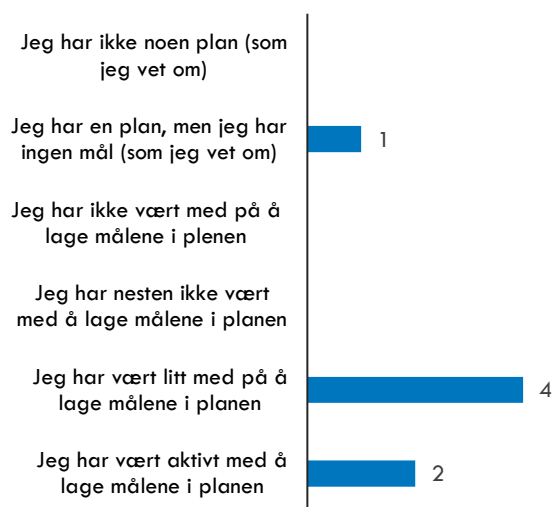 Jeg har ikke noen plan (som
jeg vet om)
Jeg har en plan, men jeg har
ingen mål (som jeg vet om)
1
Jeg har ikke vært med på å
lage målene i plenen
Jeg har nesten ikke vært
med å lage målene i planen
Jeg har vært litt med på å
lage målene i planen
4
Jeg har vært aktivt med å
lage målene i planen
2